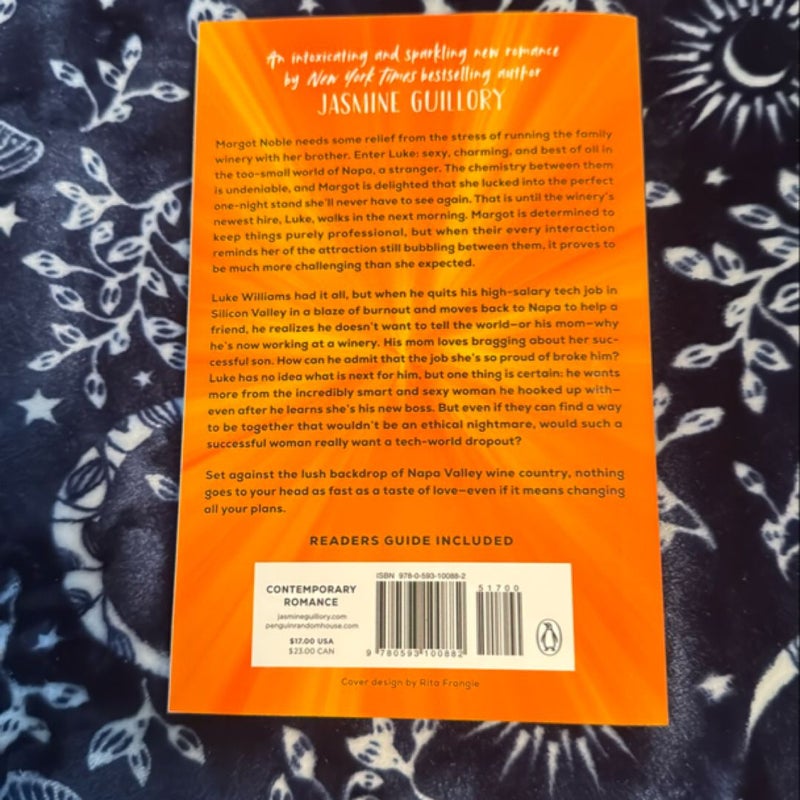 An intoxicating and sparkling new romance
by New York Times bestselling author
JASMINE GUILLORY
Margot Noble needs some relief from the stress of running the family
winery with her brother. Enter Luke: sexy, charming, and best of all in
the too-small world of Napa, a stranger. The chemistry between them
is undeniable, and Margot is delighted that she lucked into the perfect
one-night stand she'll never have to see again. That is until the winery's
newest hire, Luke, walks in the next morning. Margot is determined to
keep things purely professional, but when their every interaction
reminds her of the attraction still bubbling between them, it proves to
be much more challenging than she expected.
Luke Williams had it all, but when he quits his high-salary tech job in
Silicon Valley in a blaze of burnout and moves back to Napa to help a
friend, he realizes he doesn't want to tell the world—or his mom—why
he's now working at a winery. His mom loves bragging about her suc-
cessful son. How can he admit that the job she's so proud of broke him?
Luke has no idea what is next for him, but one thing is certain: he wants
more from the incredibly smart and sexy woman he hooked up with—
even after he learns she's his new boss. But even if they can find a way
to be together that wouldn't be an ethical nightmare, would such a
successful woman really want a tech-world dropout?
Set against the lush backdrop of Napa Valley wine country, nothing
goes to your head as fast as a taste of love—even if it means changing
all your plans.
READERS GUIDE INCLUDED
CONTEMPORARY
ROMANCE
jasmineguillory.com
penguinrandomhouse.com
$17.00 USA
$23.00 CAN
ISBN 978-0-593-10088-2
51700
9 780593 100882
Cover design by Rita Frangie